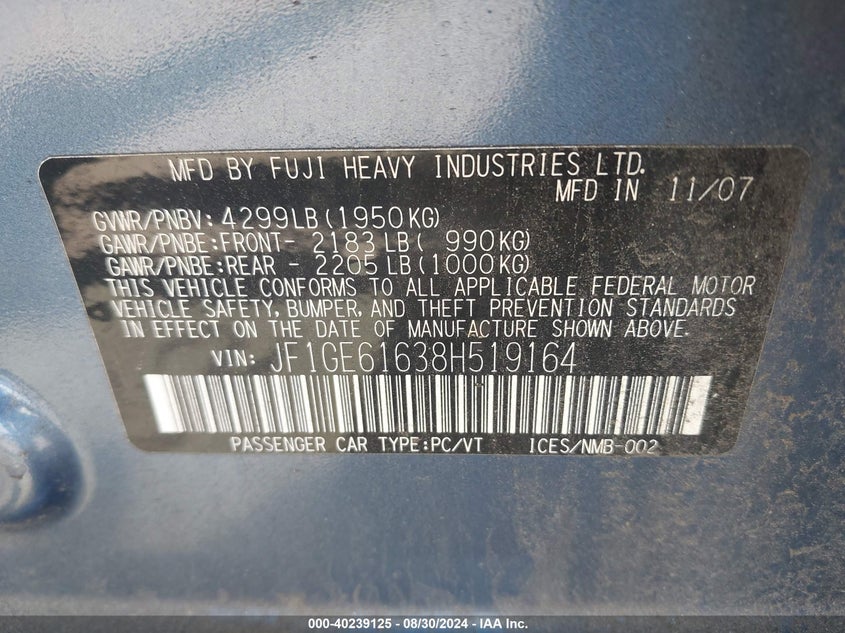 MFD BY FUJI HEAVY INDUSTRIES LTD.
MFD IN 11/07
GVWR/PNBV: 4299LB(1950KG)
GAWR/PNBE:FRONT- 2183 LB( 990KG)
GAWR/PNBE:REAR - 2205 LB(1000KG)
THIS VEHICLE CONFORMS TO ALL APPLICABLE FEDERAL MOTOR
VEHICLE SAFETY, BUMPER, AND THEFT PREVENTION STANDARDS
IN EFFECT ON THE DATE OF MANUFACTURE SHOWN ABOVE.
VIN: JF1GE61638H519164
PASSENGER CAR TYPE:PC/VT ICES/NMB-002
000-40239125 - 08/30/2024 - IAA Inc.